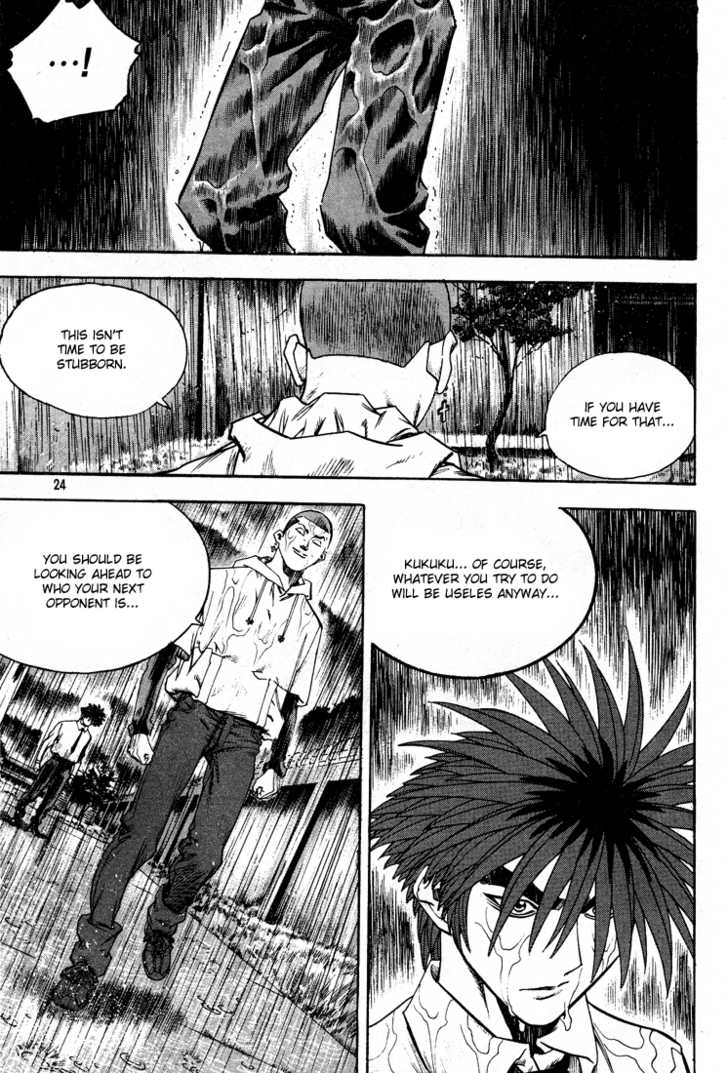 ...!
IF YOU HAVE
TIME FOR THAT...
THIS ISN'T
TIME TO BE
STUBBORN.
24
KUKUKU... OF COURSE,
WHATEVER YOU TRY TO DO
WILL BE USELES ANYWAY...
YOU SHOULD BE
LOOKING AHEAD TO
WHO YOUR NEXT
OPPONENT IS...